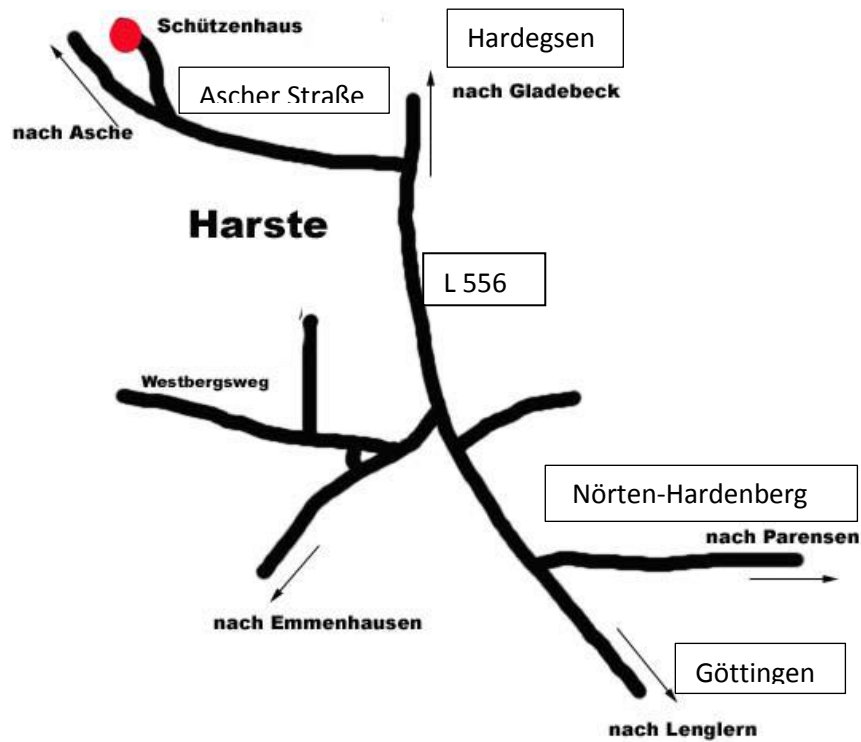 Schützenhaus
Hardegsen
Ascher Straße
nach Gladebeck
nach Asche
Harste
L 556
Westbergsweg
Nörten-Hardenberg
nach Parensen
nach Emmenhausen
Göttingen
nach Lenglern